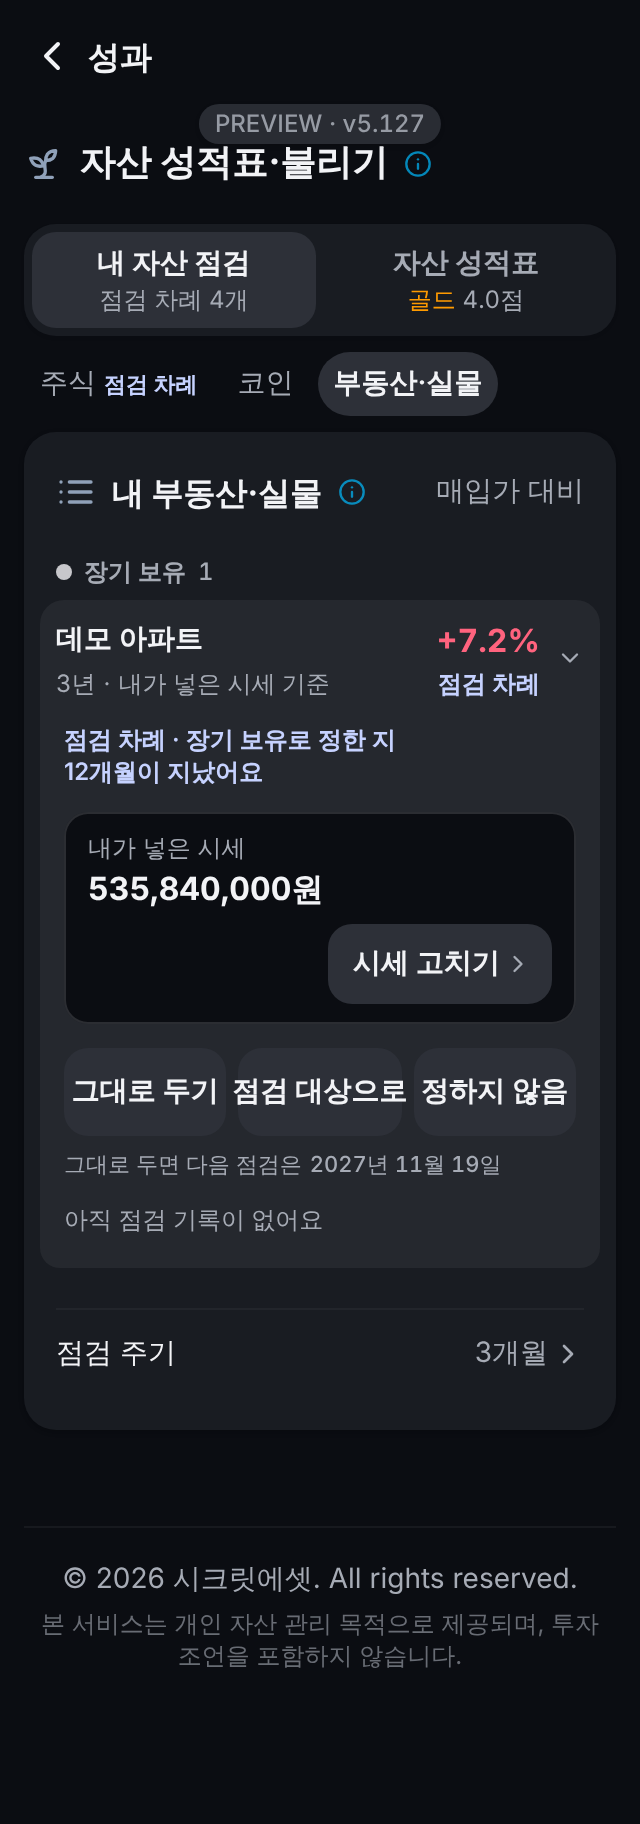 성과
PREVIEW · v5.127
자산 성적표·불리기
내 자산 점검
점검 차례 4개
자산 성적표
골드 4.0점
주식 점검 차례 코인 부동산·실물
내 부동산·실물 매입가 대비
장기 보유 1
데모 아파트 +7.2%
3년 · 내가 넣은 시세 기준 점검 차례
점검 차례 · 장기 보유로 정한 지
12개월이 지났어요
내가 넣은 시세
535,840,000원
시세 고치기
그대로 두기 점검 대상으로 정하지 않음
그대로 두면 다음 점검은 2027년 11월 19일
아직 점검 기록이 없어요
점검 주기 3개월
© 2026 시크릿에셋. All rights reserved.
본 서비스는 개인 자산 관리 목적으로 제공되며, 투자
조언을 포함하지 않습니다.